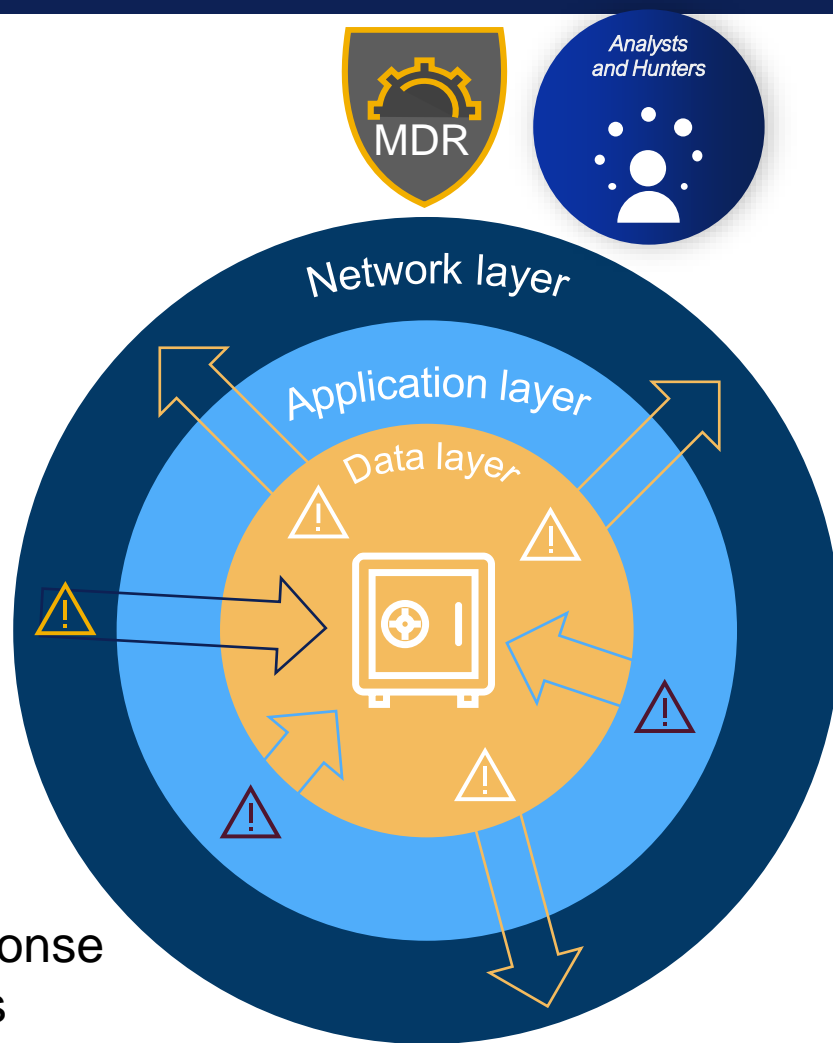 Analysts
and Hunters
MDR
Network layer
Application layer
Data layer
onse
s